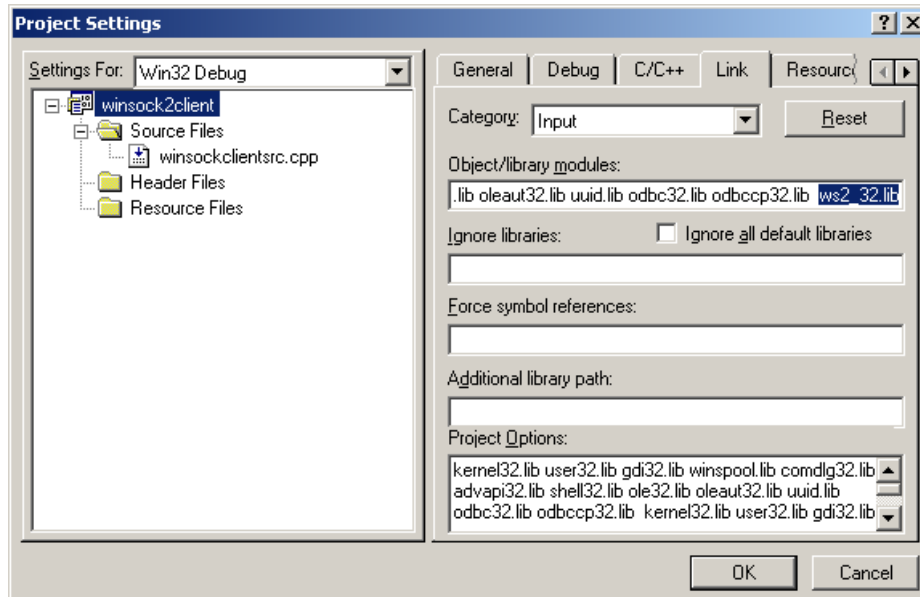 Project Settings
Settings For: Win32 Debug
winsock2client
Source Files
winsockclientsrc.cpp
Header Files
Resource Files
General Debug C/C++ Link
Category: Input Reset
Object/library modules:
.lib oleaut32.lib uuid.lib odbc32.lib odbccp32.lib ws2_32.lib
Ignore libraries: Ignore all default libraries
Force symbol references:
Additional library path:
Project Options:
kernel32.lib user32.lib gdi32.lib winspool.lib comdlg32.lib
advapi32.lib shell32.lib ole32.lib oleaut32.lib uuid.lib
odbc32.lib odbccp32.lib kernel32.lib user32.lib gdi32.lib
OK Cancel